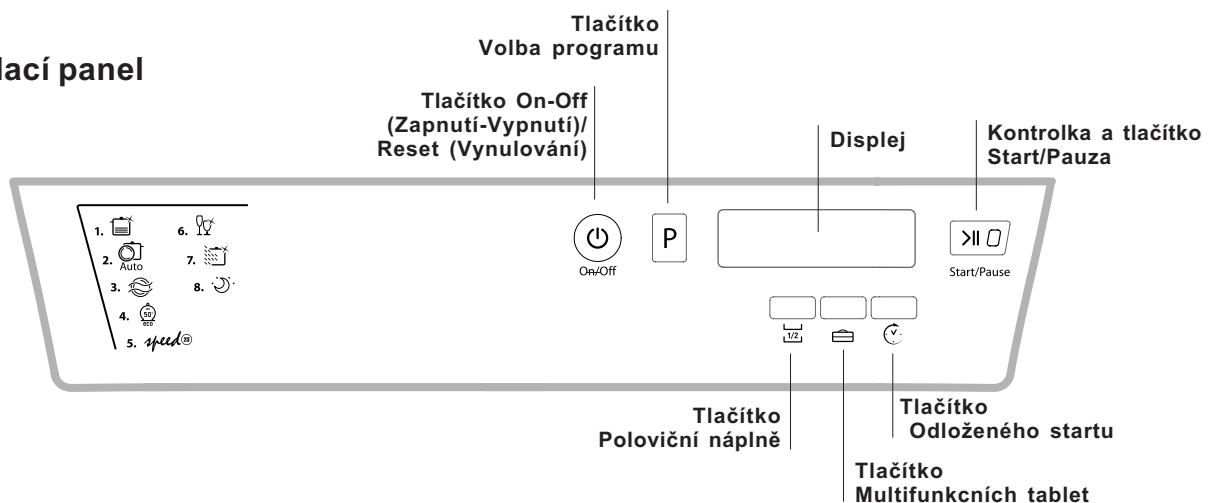 Tlačítko
Volba programu
lací panel
Tlačítko On-Off
(Zapnutí-Vypnutí)/
Reset (Vynulování)
Displej
Kontrolka a tlačítko
Start/Pauza
1.
6.
2.
Auto
7.
3.
8.
4.
50°
eco
5. speed
P
On/Off
Start/Pause
1/2
Tlačítko
Poloviční náplně
Tlačítko
Odloženého startu
Tlačítko
Multifunkcních tablet